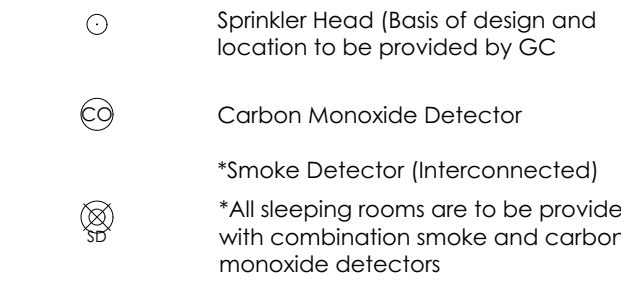 Sprinkler Head (Basis of design and
location to be provided by GC
CO Carbon Monoxide Detector
*Smoke Detector (Interconnected)
*All sleeping rooms are to be provide
SD with combination smoke and carbon
monoxide detectors